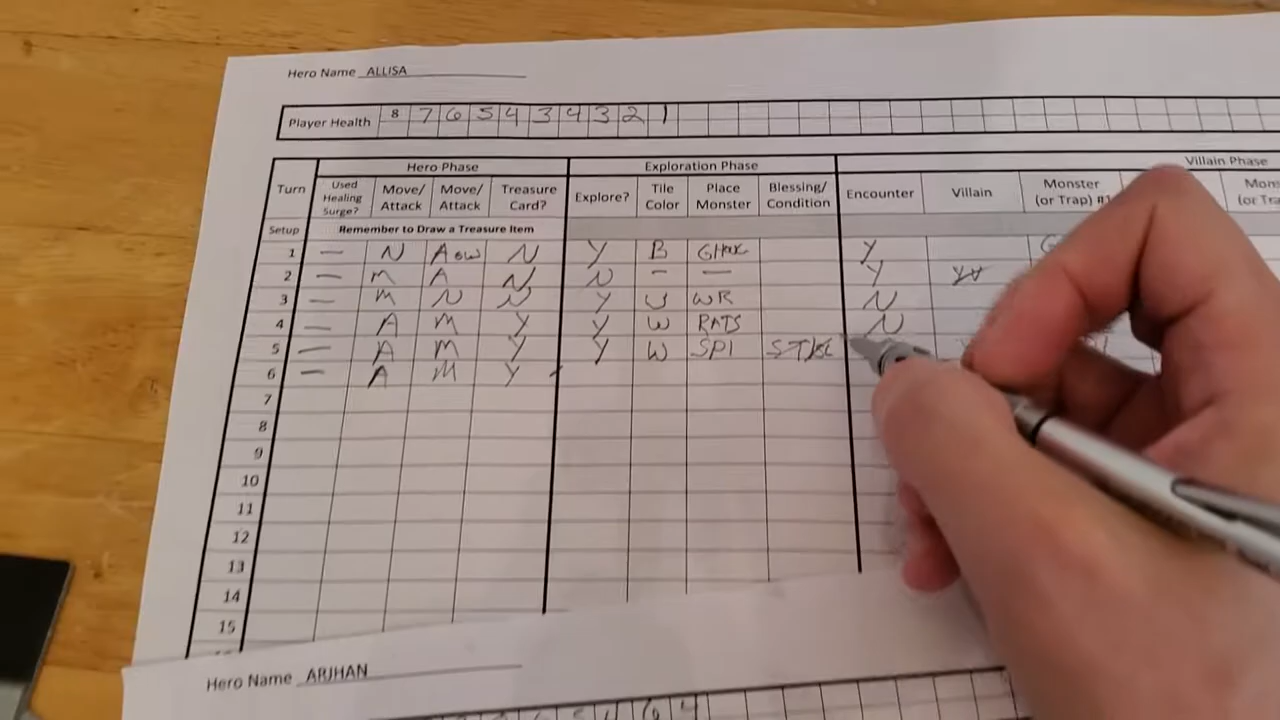 Hero Name ALLISA
Player Health 8 7 6 5 4 3 4 3 2 1
Hero Phase Exploration Phase Villain Phase
Turn Used Healing Surge? Move/ Attack Move/ Attack Treasure Card? Explore? Tile Color Place Monster Blessing/ Condition Encounter Villain Monster (or Trap) #1
Setup Remember to Draw a Treasure Item
1 — N A N Y B Y
2 — M A N N — — Y
3 — M N N Y WR N
4 — A M Y Y W RATS N
5 — A M Y Y W SPI
6 — A M Y
7
8
9
10
11
12
13
14
15
Hero Name ARJHAN